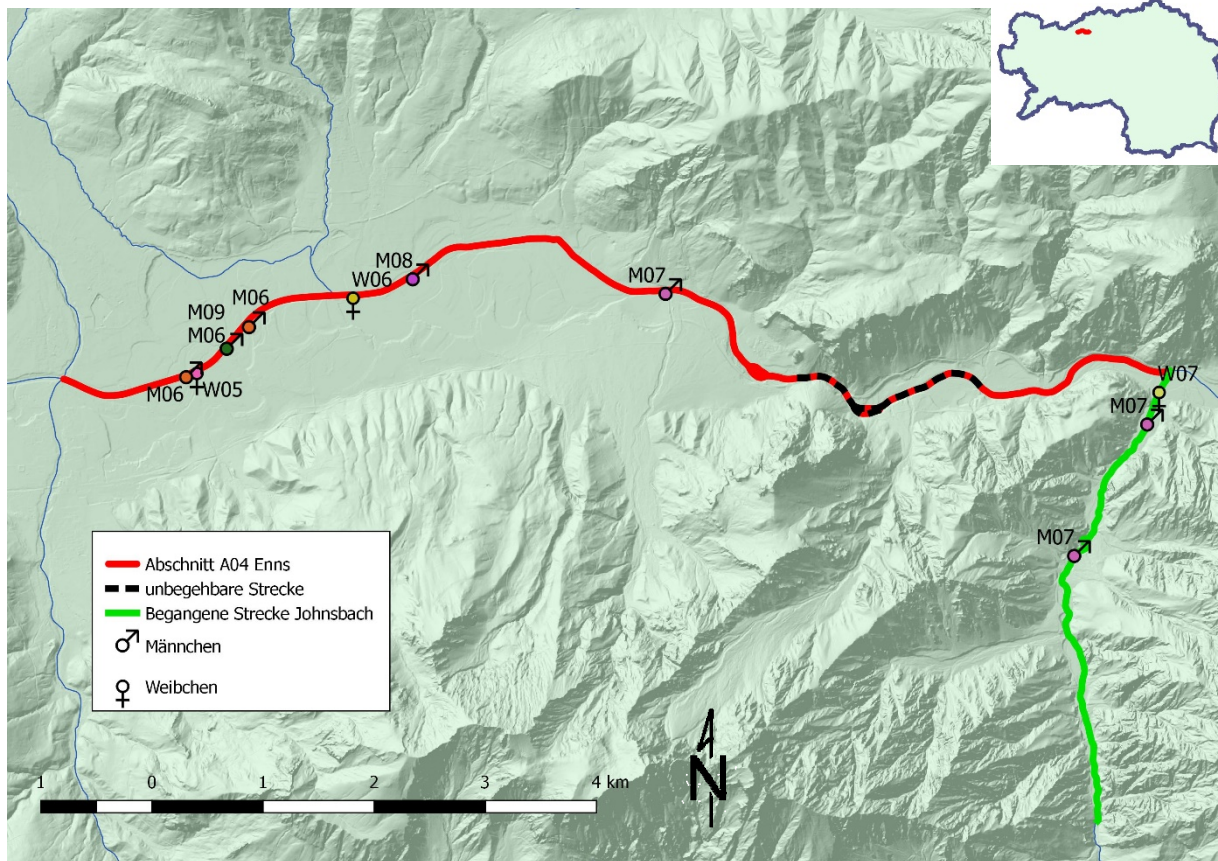 M08
W06
M07
M06
M09
M06
M06
W05
W07
M07
M07
Abschnitt A04 Enns
unbegehbare Strecke
Begangene Strecke Johnsbach
Männchen
Weibchen
N
1 0 1 2 3 4 km